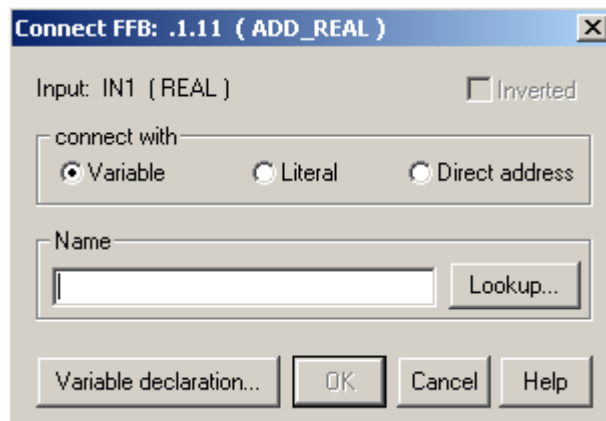 Connect FFB: .1.11 ( ADD_REAL )
Input: IN1 ( REAL ) Inverted
connect with
Variable Literal Direct address
Name
Lookup...
Variable declaration... OK Cancel Help